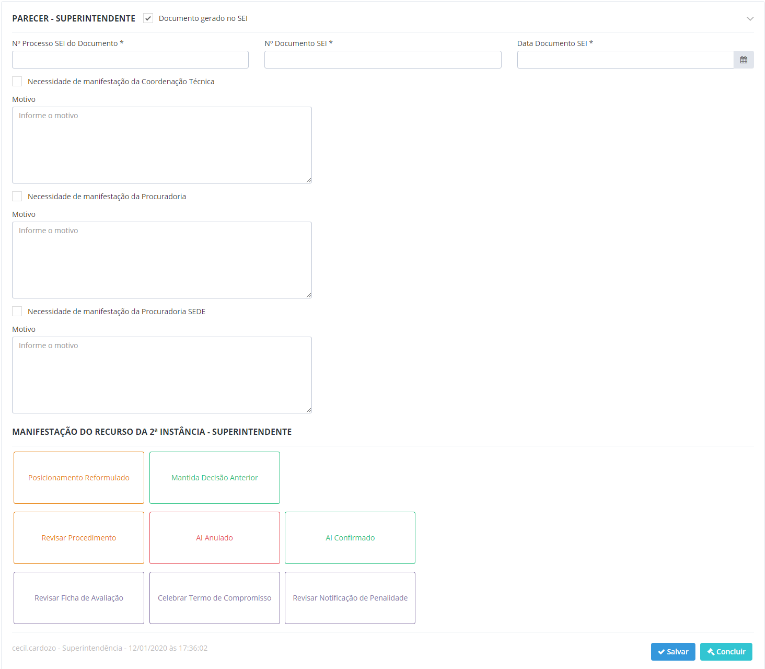 PARECER - SUPERINTENDENTE Documento gerado no SEI
Nº Processo SEI do Documento * Nº Documento SEI * Data Documento SEI *
Necessidade de manifestação da Coordenação Técnica
Motivo
Informe o motivo
Necessidade de manifestação da Procuradoria
Motivo
Informe o motivo
Necessidade de manifestação da Procuradoria SEDE
Motivo
Informe o motivo
MANIFESTAÇÃO DO RECURSO DA 2ª INSTÂNCIA - SUPERINTENDENTE
Posicionamento Reformulado Mantida Decisão Anterior
Revisar Procedimento AI Anulado AI Confirmado
Revisar Ficha de Avaliação Celebrar Termo de Compromisso Revisar Notificação de Penalidade
cecil.cardozo - Superintendência - 12/01/2020 às 17:36:02 Salvar Concluir